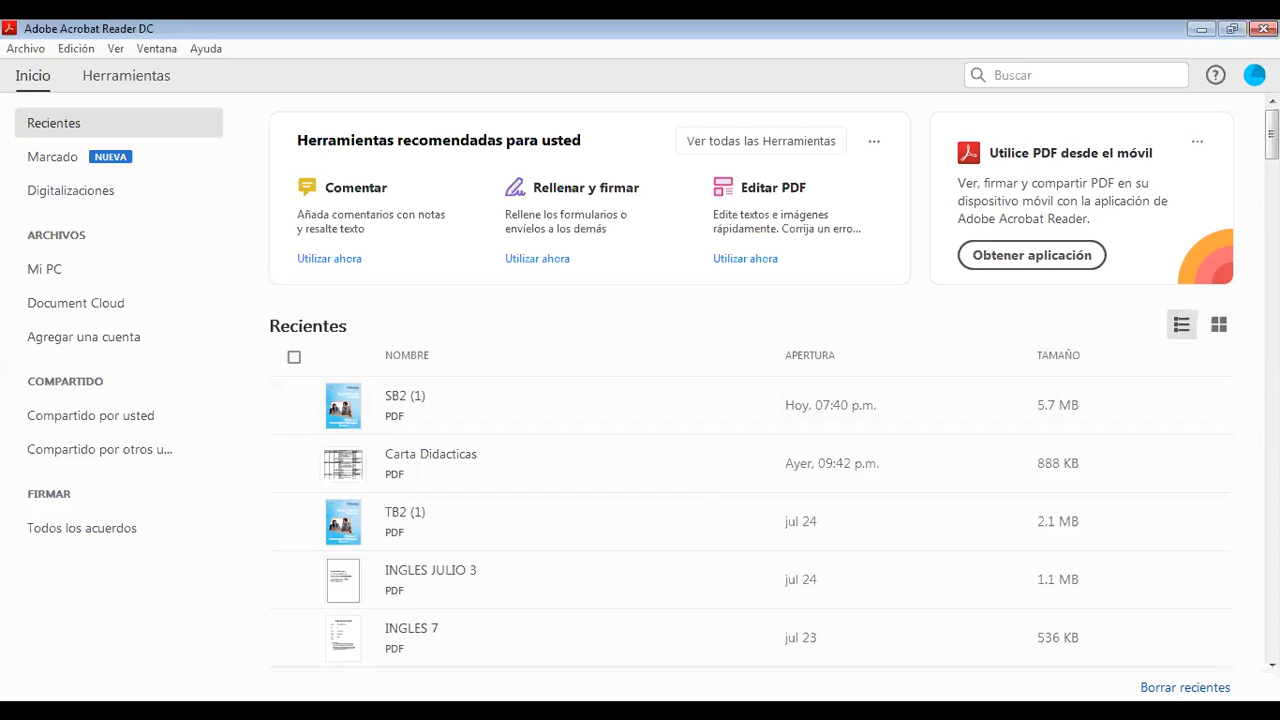 Adobe Acrobat Reader DC
Archivo Edición Ver Ventana Ayuda
Inicio Herramientas Buscar
Recientes
Marcado NUEVA
Digitalizaciones
ARCHIVOS
Mi PC
Document Cloud
Agregar una cuenta
COMPARTIDO
Compartido por usted
Compartido por otros u...
FIRMAR
Todos los acuerdos
Herramientas recomendadas para usted
Ver todas las Herramientas
Comentar
Añada comentarios con notas
y resalte texto
Utilizar ahora
Rellenar y firmar
Rellene los formularios o
envíelos a los demás
Utilizar ahora
Editar PDF
Edite textos e imágenes
rápidamente. Corrija un erro...
Utilizar ahora
Utilice PDF desde el móvil
Ver, firmar y compartir PDF en su
dispositivo móvil con la aplicación de
Adobe Acrobat Reader.
Obtener aplicación
Recientes
NOMBRE APERTURA TAMAÑO
SB2 (1) Hoy, 07:40 p.m. 5.7 MB
PDF
Carta Didacticas Ayer, 09:42 p.m. 838 KB
PDF
TB2 (1) jul 24 2.1 MB
PDF
INGLES JULIO 3 jul 24 1.1 MB
PDF
INGLES 7 jul 23 536 KB
PDF
Borrar recientes